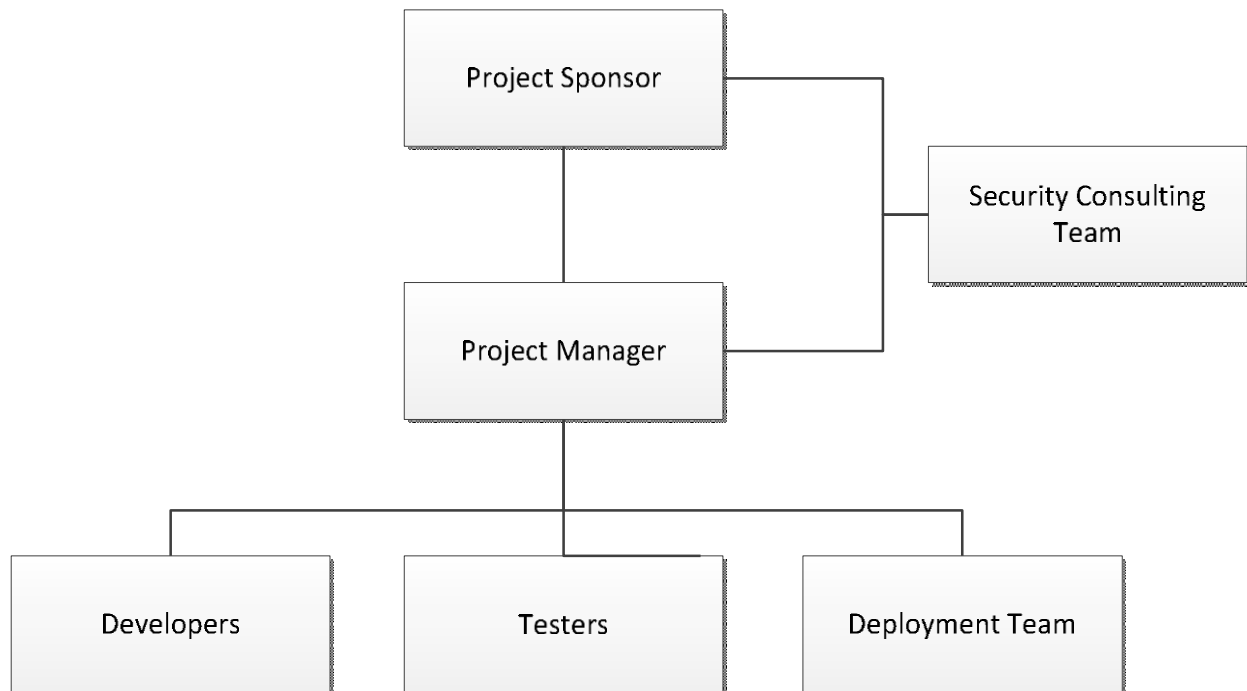 Project Sponsor
Security Consulting
Team
Project Manager
Developers
Testers
Deployment Team